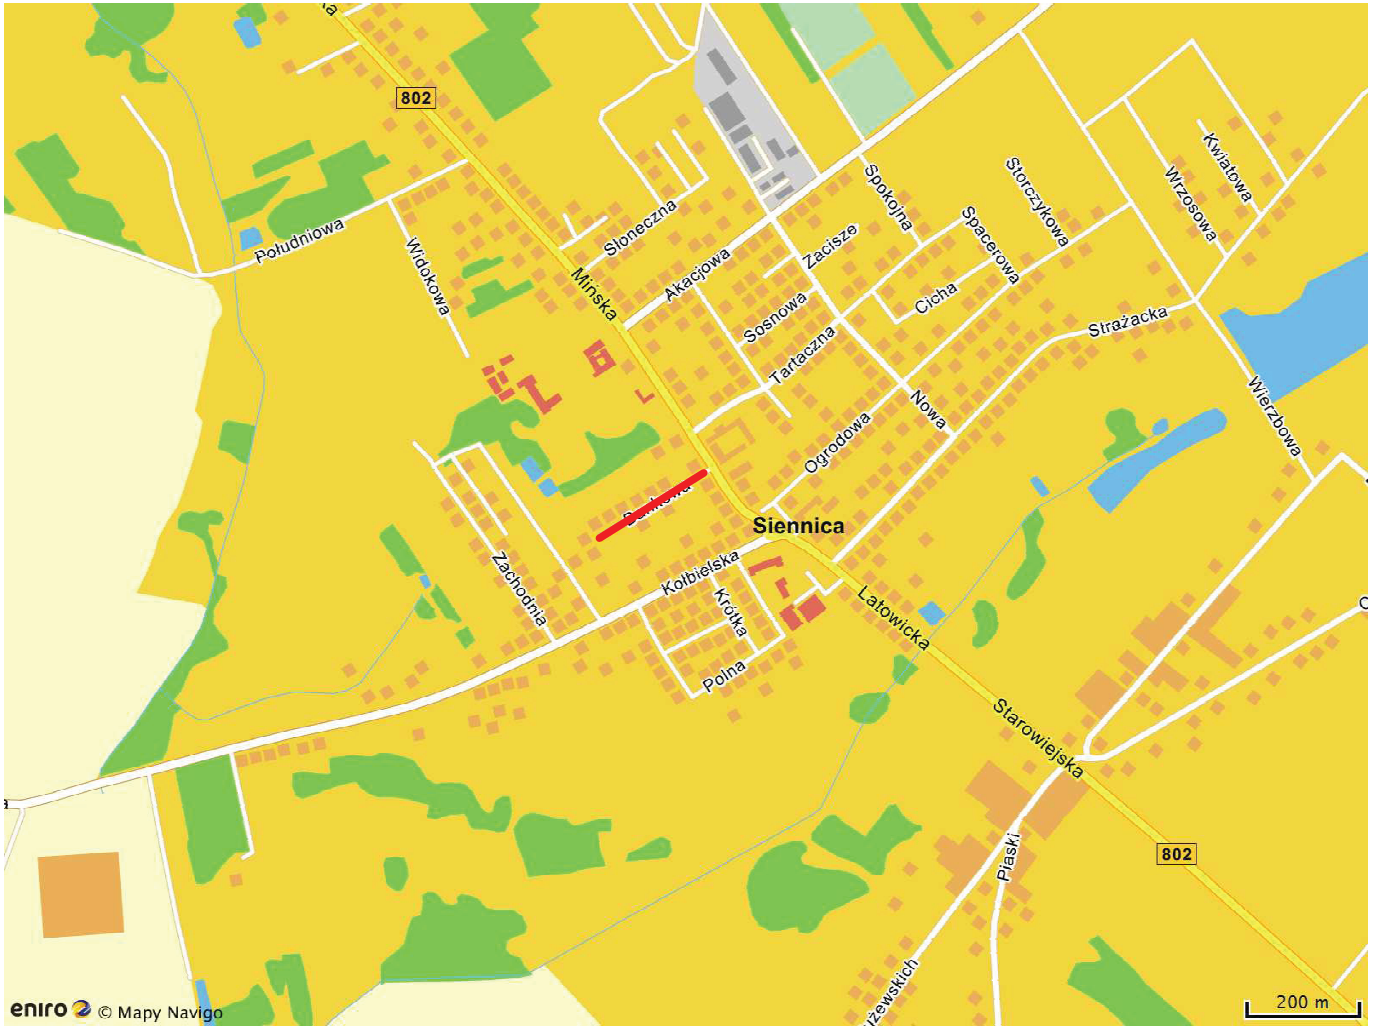 802
Kwiatowa
Spokojna
Storczykowa
Wrzosowa
Słoneczna
Południowa
Spacerowa
Zacisze
Widokowa
Akacjowa
Mińska
Cicha
Sosnowa
Strażacka
Tartaczna
Nowa
Wierzbowa
Ogrodowa
Siennica
Zachodnia
Kołbielska
Krótka
Latowicka
Polna
Starowiejska
802
Piaski
eniro © Mapy Navigo
200 m